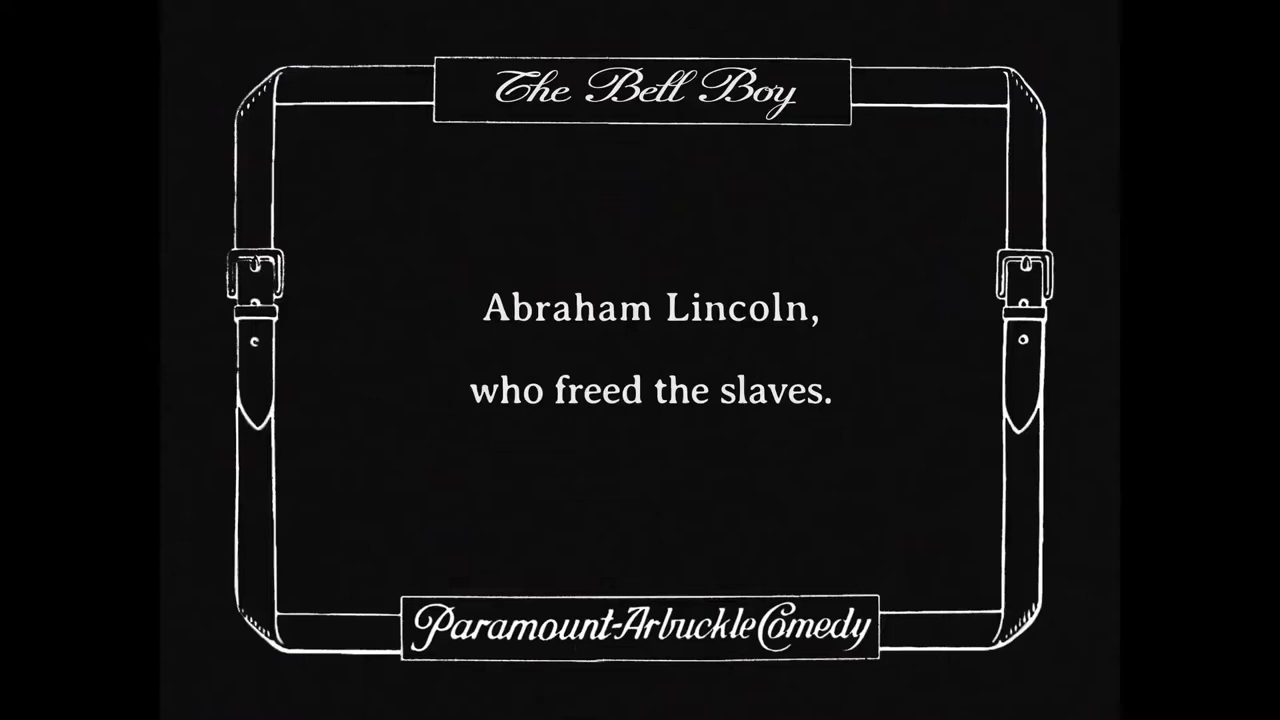 The Bell Boy
Abraham Lincoln,
who freed the slaves.
Paramount-Arbuckle Comedy